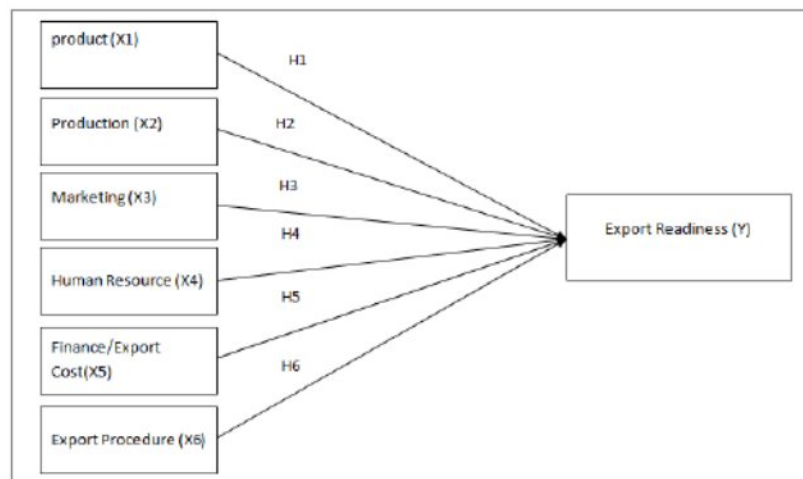 product (X1)
H1
Production (X2)
H2
Marketing (X3)
H3
H4
Export Readiness (Y)
Human Resource (X4)
H5
Finance/Export
Cost(X5)
H6
Export Procedure (X6)